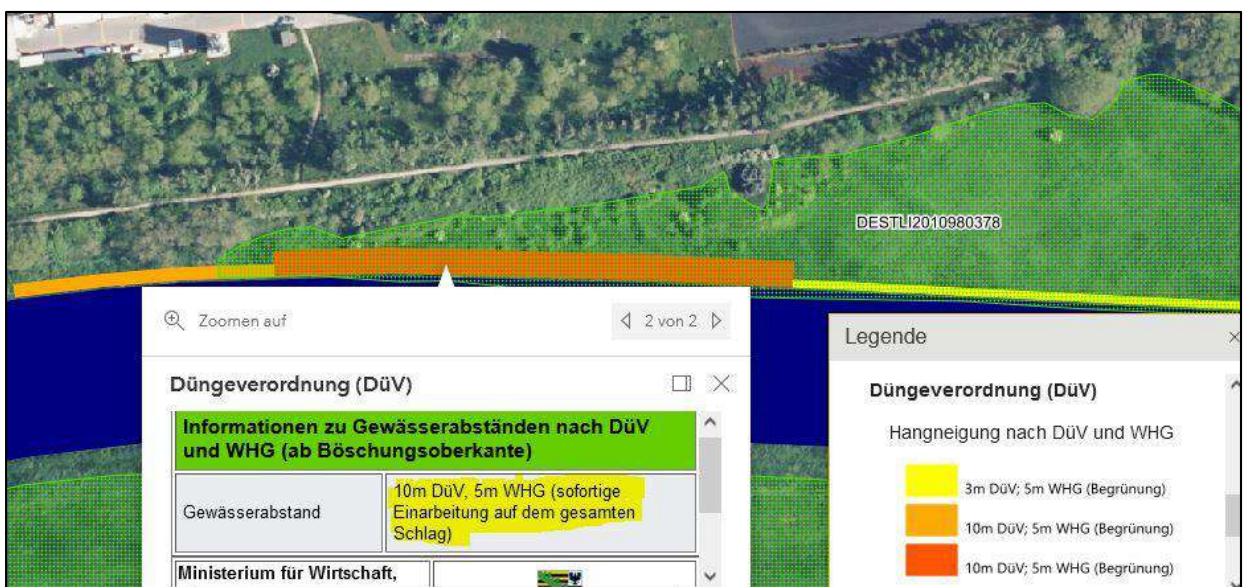 DESTLI2010980378
Zoomen auf
2 von 2
Düngeverordnung (DüV)
Informationen zu Gewässerabständen nach DüV
und WHG (ab Böschungsoberkante)
Gewässerabstand
10m DüV, 5m WHG (sofortige
Einarbeitung auf dem gesamten
Schlag)
Ministerium für Wirtschaft,
Legende
Düngeverordnung (DüV)
Hangneigung nach DüV und WHG
3m DüV; 5m WHG (Begrünung)
10m DüV; 5m WHG (Begrünung)
10m DüV; 5m WHG (Begrünung)